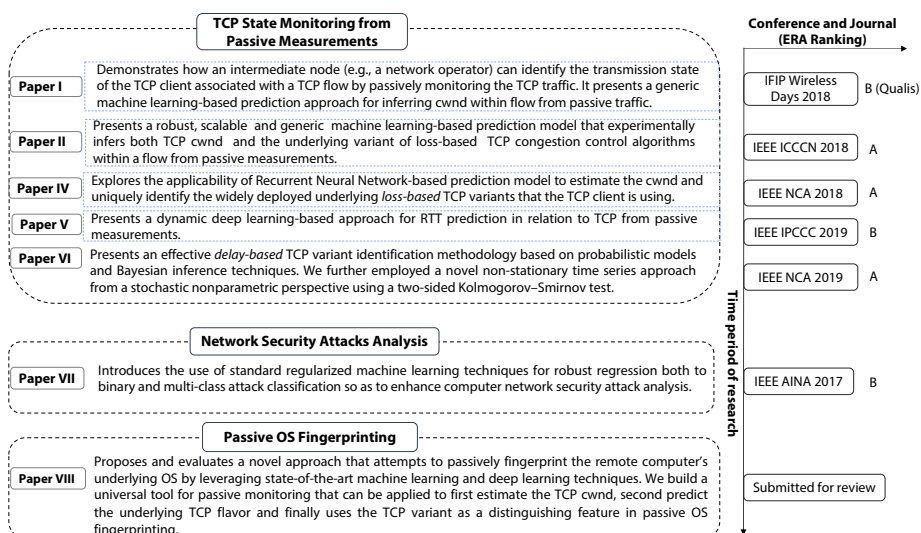 TCP State Monitoring from
Passive Measurements
Conference and Journal
(ERA Ranking)
Paper I
Demonstrates how an intermediate node (e.g., a network operator) can identify the transmission state
of the TCP client associated with a TCP flow by passively monitoring the TCP traffic. It presents a generic
machine learning-based prediction approach for inferring cwnd within flow from passive traffic.
IFIP Wireless
Days 2018
B (Qualis)
Paper II
Presents a robust, scalable and generic machine learning-based prediction model that experimentally
infers both TCP cwnd and the underlying variant of loss-based TCP congestion control algorithms
within a flow from passive measurements.
IEEE ICCCN 2018
A
Paper IV
Explores the applicability of Recurrent Neural Network-based prediction model to estimate the cwnd and
uniquely identify the widely deployed underlying loss-based TCP variants that the TCP client is using.
IEEE NCA 2018
A
Paper V
Presents a dynamic deep learning-based approach for RTT prediction in relation to TCP from passive
measurements.
IEEE IPCCC 2019
B
Paper VI
Presents an effective delay-based TCP variant identification methodology based on probabilistic models
and Bayesian inference techniques. We further employed a novel non-stationary time series approach
from a stochastic nonparametric perspective using a two-sided Kolmogorov–Smirnov test.
IEEE NCA 2019
A
Time period of research
Network Security Attacks Analysis
Paper VII
Introduces the use of standard regularized machine learning techniques for robust regression both to
binary and multi-class attack classification so as to enhance computer network security attack analysis.
IEEE AINA 2017
B
Passive OS Fingerprinting
Paper VIII
Proposes and evaluates a novel approach that attempts to passively fingerprint the remote computer's
underlying OS by leveraging state-of-the-art machine learning and deep learning techniques. We build a
universal tool for passive monitoring that can be applied to first estimate the TCP cwnd, second predict
the underlying TCP flavor and finally uses the TCP variant as a distinguishing feature in passive OS
fingerprinting.
Submitted for review